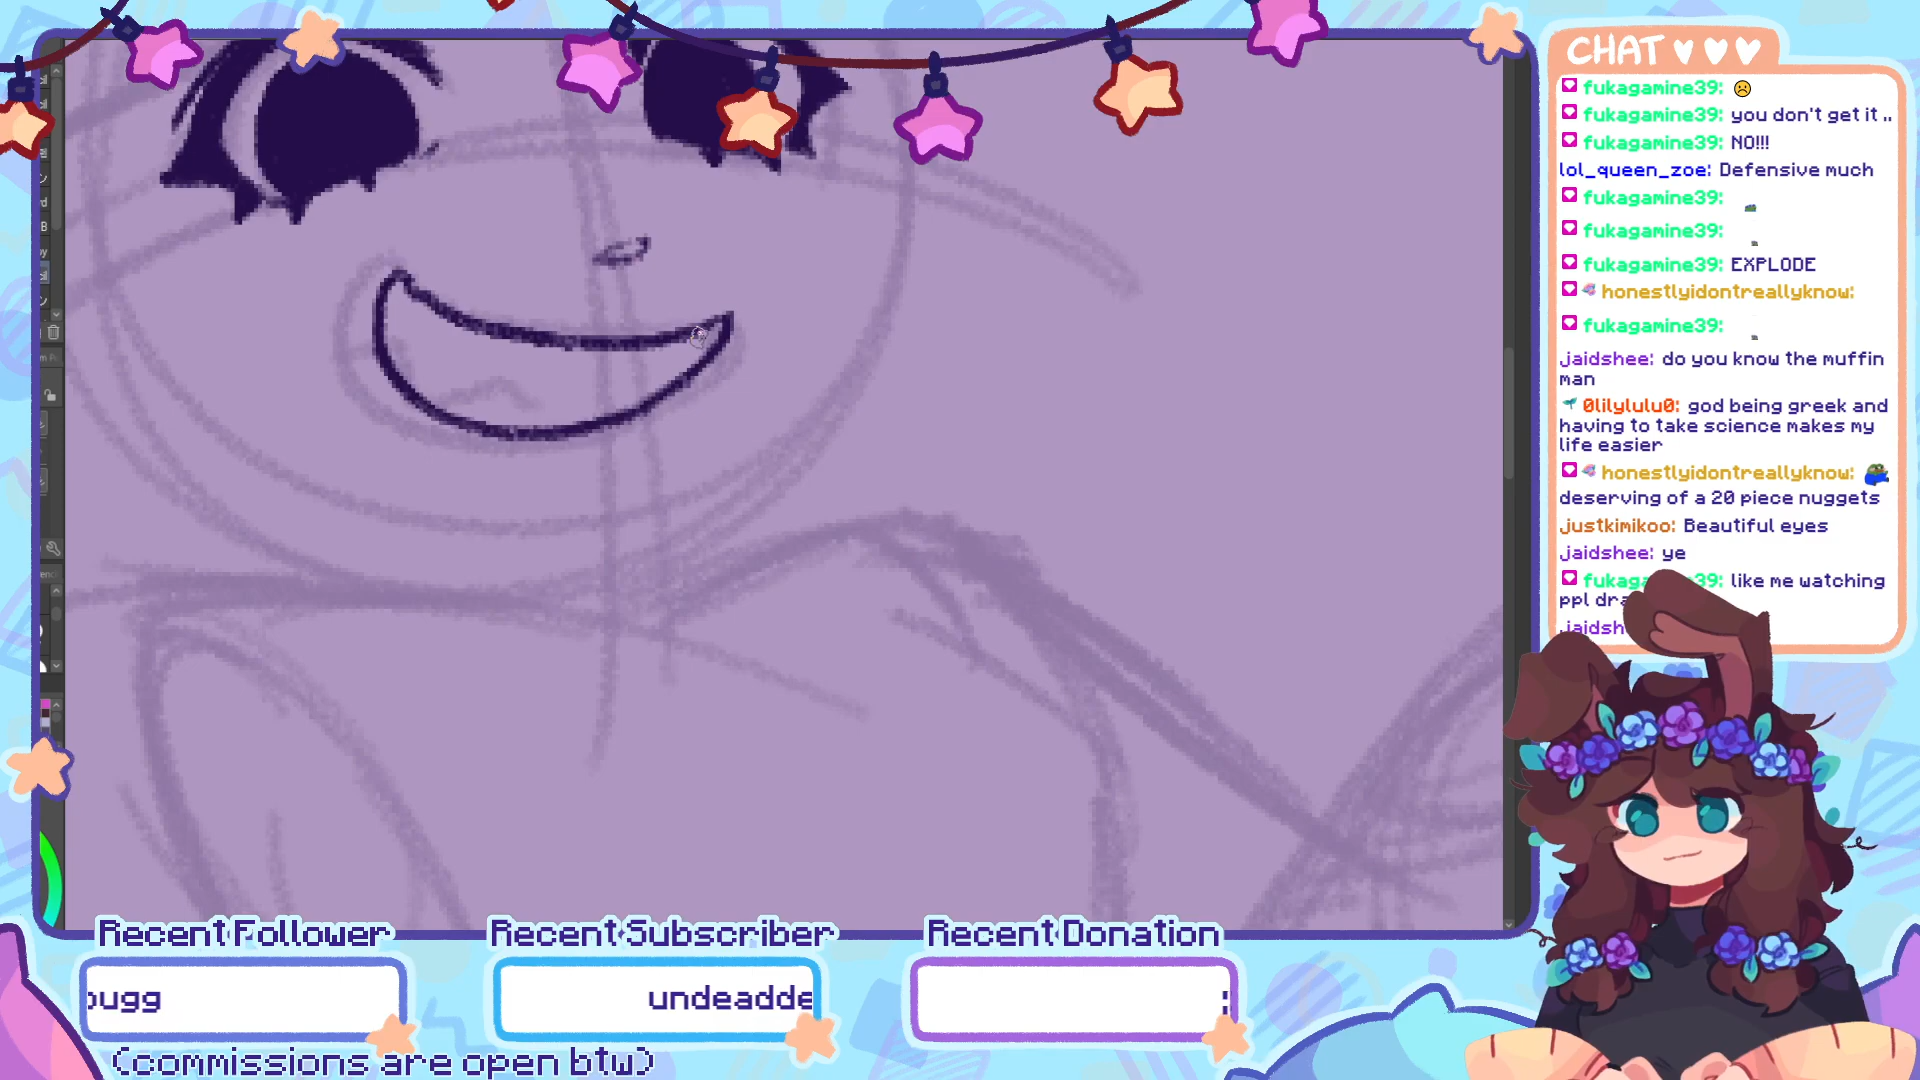 CHAT
fukagamine39:
fukagamine39: you don't get it ..
fukagamine39: NO!!!
lol_queen_zoe: Defensive much
fukagamine39:
fukagamine39:
fukagamine39: EXPLODE
honestlyidontreallyknow:
fukagamine39:
jaidshee: do you know the muffin
man
0lilylulu0: god being greek and
having to take science makes my
life easier
honestlyidontreallyknow:
deserving of a 20 piece nuggets
justkimikoo: Beautiful eyes
jaidshee: ye
39: like me watching
ppl
Recent Follower
Recent Subscriber
Recent Donation
ougg
undeadde
:
(commissions are open btw)